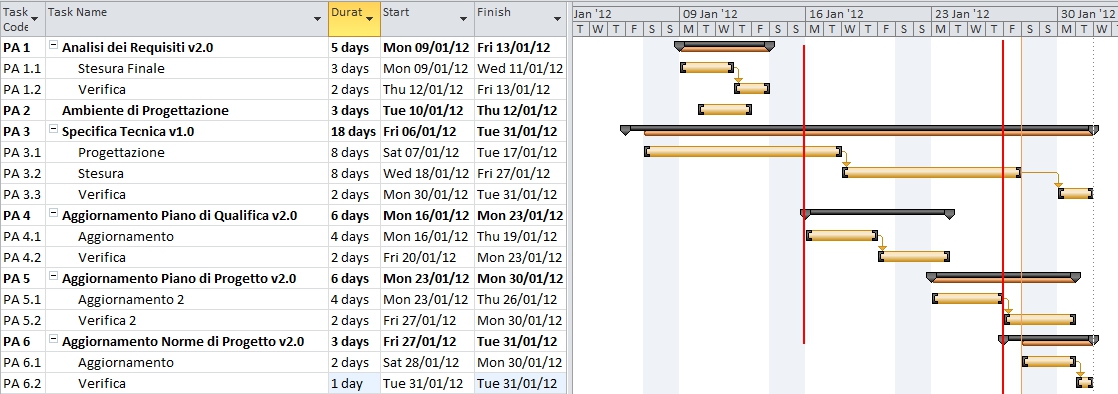 Task Code Task Name Durat Start Finish Jan '12 09 Jan '12 16 Jan '12 23 Jan '12 30 Jan '12
T W T F S S M T W T F S S M T W T F S S M T W T F S S M T W
PA 1 Analisi dei Requisiti v2.0 5 days Mon 09/01/12 Fri 13/01/12
PA 1.1 Stesura Finale 3 days Mon 09/01/12 Wed 11/01/12
PA 1.2 Verifica 2 days Thu 12/01/12 Fri 13/01/12
PA 2 Ambiente di Progettazione 3 days Tue 10/01/12 Thu 12/01/12
PA 3 Specifica Tecnica v1.0 18 days Fri 06/01/12 Tue 31/01/12
PA 3.1 Progettazione 8 days Sat 07/01/12 Tue 17/01/12
PA 3.2 Stesura 8 days Wed 18/01/12 Fri 27/01/12
PA 3.3 Verifica 2 days Mon 30/01/12 Tue 31/01/12
PA 4 Aggiornamento Piano di Qualifica v2.0 6 days Mon 16/01/12 Mon 23/01/12
PA 4.1 Aggiornamento 4 days Mon 16/01/12 Thu 19/01/12
PA 4.2 Verifica 2 days Fri 20/01/12 Mon 23/01/12
PA 5 Aggiornamento Piano di Progetto v2.0 6 days Mon 23/01/12 Mon 30/01/12
PA 5.1 Aggiornamento 2 4 days Mon 23/01/12 Thu 26/01/12
PA 5.2 Verifica 2 2 days Fri 27/01/12 Mon 30/01/12
PA 6 Aggiornamento Norme di Progetto v2.0 3 days Fri 27/01/12 Tue 31/01/12
PA 6.1 Aggiornamento 2 days Sat 28/01/12 Mon 30/01/12
PA 6.2 Verifica 1 day Tue 31/01/12 Tue 31/01/12